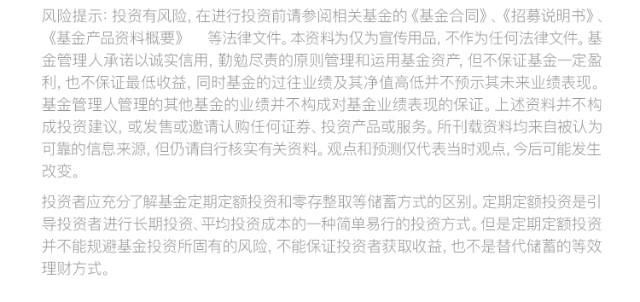 风险提示：投资有风险，在进行投资前请参阅相关基金的《基金合同》、《招募说明书》、
《基金产品资料概要》 等法律文件。本资料为仅为宣传用品，不作为任何法律文件。基
金管理人承诺以诚实信用，勤勉尽责的原则管理和运用基金资产，但不保证基金一定盈
利，也不保证最低收益，同时基金的过往业绩及其净值高低并不预示其未来业绩表现。
基金管理人管理的其他基金的业绩并不构成对基金业绩表现的保证。上述资料并不构
成投资建议，或发售或邀请认购任何证券、投资产品或服务。所刊载资料均来自被认为
可靠的信息来源，但仍请自行核实有关资料。观点和预测仅代表当时观点，今后可能发生
改变。
投资者应充分了解基金定期定额投资和零存整取等储蓄方式的区别。定期定额投资是引
导投资者进行长期投资、平均投资成本的一种简单易行的投资方式。但是定期定额投资
并不能规避基金投资所固有的风险，不能保证投资者获取收益，也不是替代储蓄的等效
理财方式。